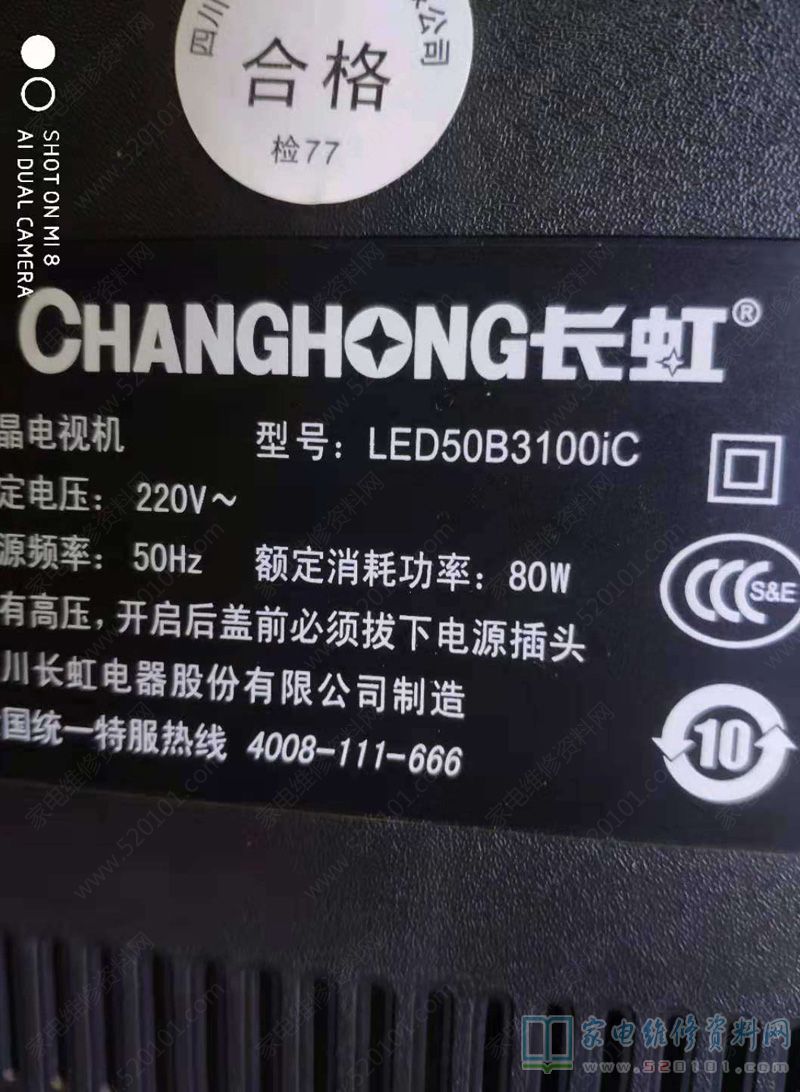 四川
公司
合格
检77
SHOT ON MI 8
AI DUAL CAMERA
CHANGHONG长虹®
晶电视机 型号：LED50B3100iC
定电压：220V～
源频率：50Hz 额定消耗功率：80W
有高压，开启后盖前必须拔下电源插头
川长虹电器股份有限公司制造
国统一特服热线 4008-111-666
CCC S&E
10
家电维修资料网
www.520101.com